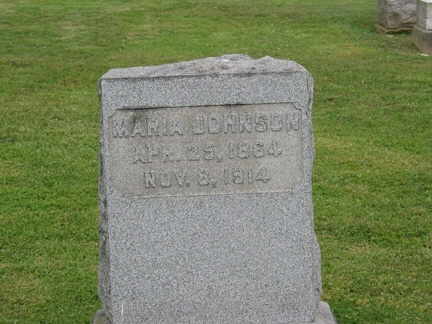 MARIA JOHNSON
APR. 25, 1864
NOV. 8, 1914